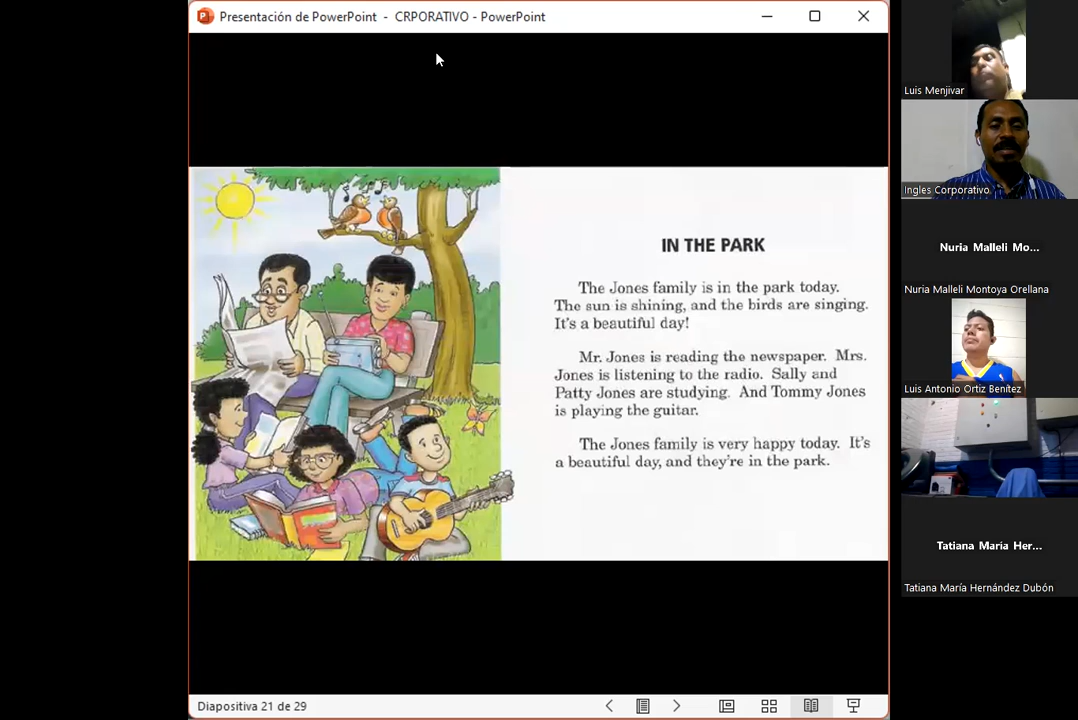 Presentación de PowerPoint - CRPORATIVO - PowerPoint
IN THE PARK
The Jones family is in the park today.
The sun is shining, and the birds are singing.
It's a beautiful day!
Mr. Jones is reading the newspaper. Mrs.
Jones is listening to the radio. Sally and
Patty Jones are studying. And Tommy Jones
is playing the guitar.
The Jones family is very happy today. It's
a beautiful day, and they're in the park.
Diapositiva 21 de 29
Luis Menjivar
Ingles Corporativo
Nuria Malleli Mo...
Nuria Malleli Montoya Orellana
Luis Antonio Ortiz Benítez
Tatiana María Her...
Tatiana María Hernández Dubón